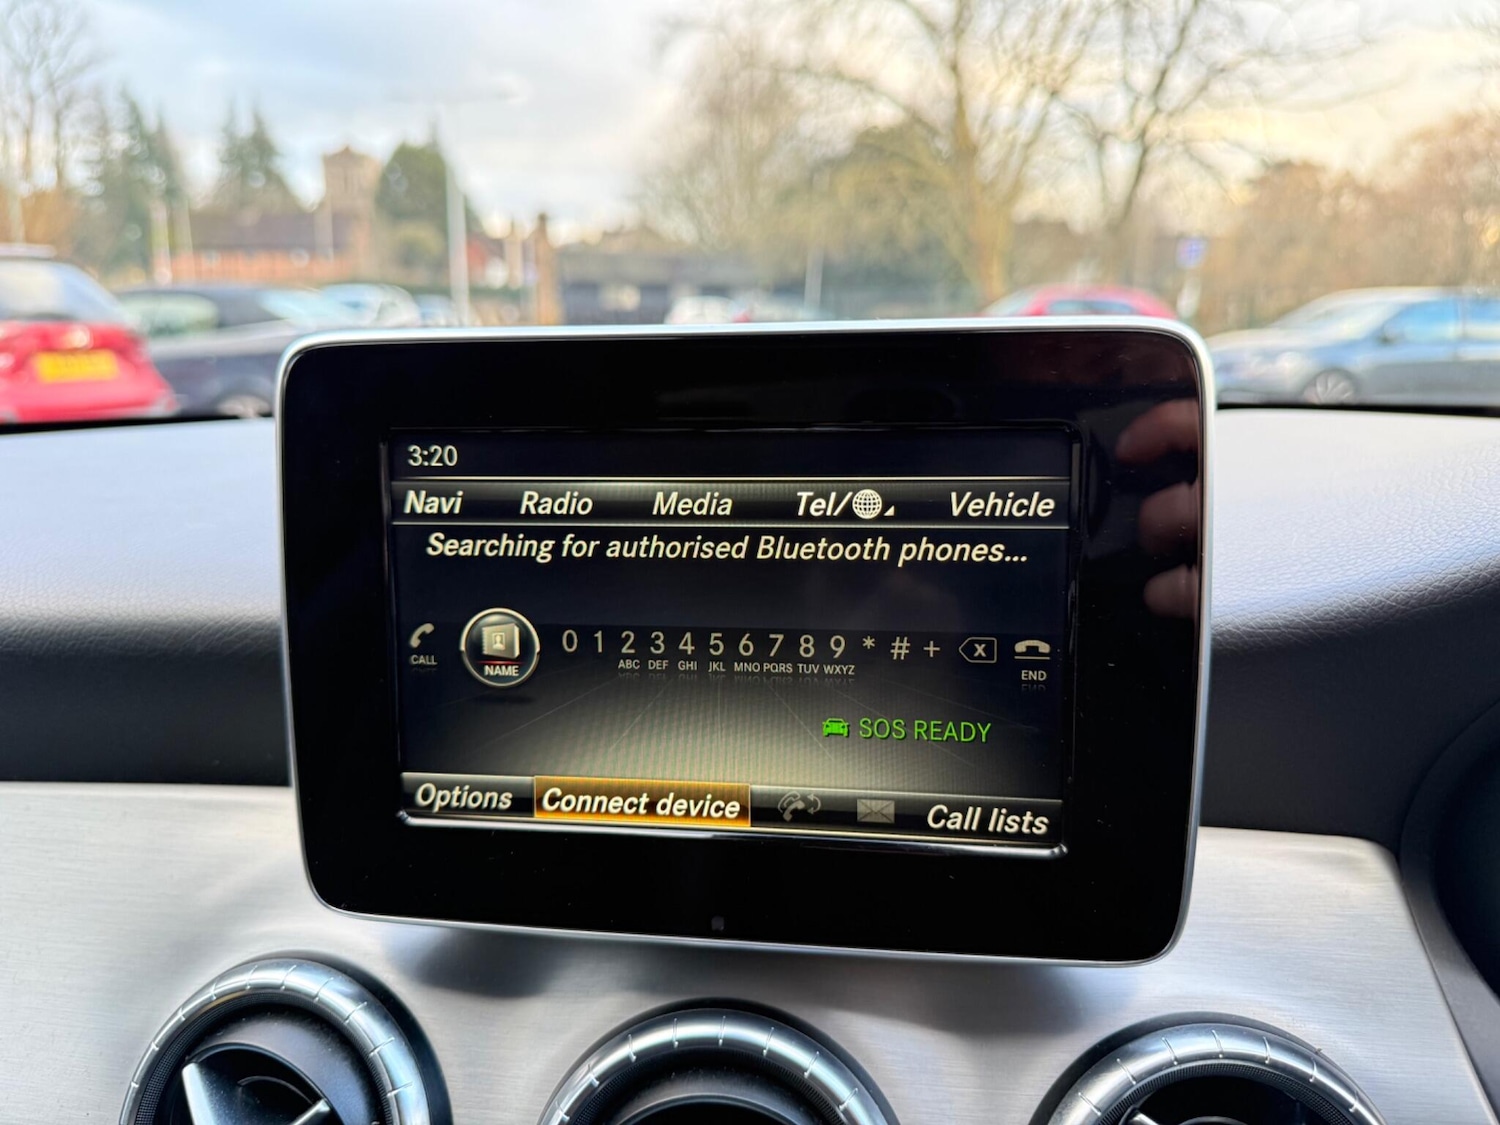 3:20
Navi Radio Media Tel/ Vehicle
Searching for authorised Bluetooth phones...
CALL NAME 0 1 2 3 4 5 6 7 8 9 * # + X END
ABC DEF GHI JKL MNO PQRS TUV WXYZ
SOS READY
Options Connect device Call lists